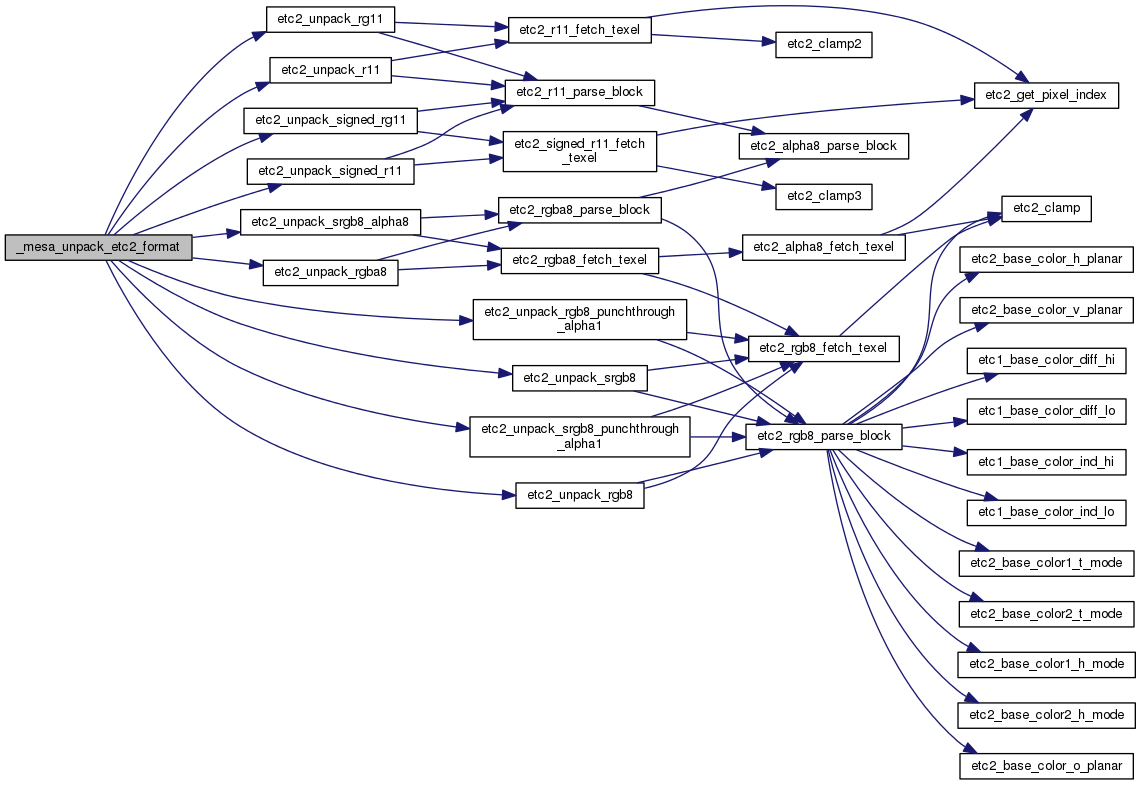 _mesa_unpack_etc2_format
etc2_unpack_rg11
etc2_unpack_r11
etc2_unpack_signed_rg11
etc2_unpack_signed_r11
etc2_unpack_srgb8_alpha8
etc2_unpack_rgba8
etc2_unpack_rgb8_punchthrough
_alpha1
etc2_unpack_srgb8
etc2_unpack_srgb8_punchthrough
_alpha1
etc2_unpack_rgb8
etc2_r11_fetch_texel
etc2_r11_parse_block
etc2_signed_r11_fetch
_texel
etc2_rgba8_parse_block
etc2_rgba8_fetch_texel
etc2_clamp2
etc2_alpha8_parse_block
etc2_clamp3
etc2_alpha8_fetch_texel
etc2_rgb8_fetch_texel
etc2_rgb8_parse_block
etc2_get_pixel_index
etc2_clamp
etc2_base_color_h_planar
etc2_base_color_v_planar
etc1_base_color_diff_hi
etc1_base_color_diff_lo
etc1_base_color_ind_hi
etc1_base_color_ind_lo
etc2_base_color1_t_mode
etc2_base_color2_t_mode
etc2_base_color1_h_mode
etc2_base_color2_h_mode
etc2_base_color_o_planar